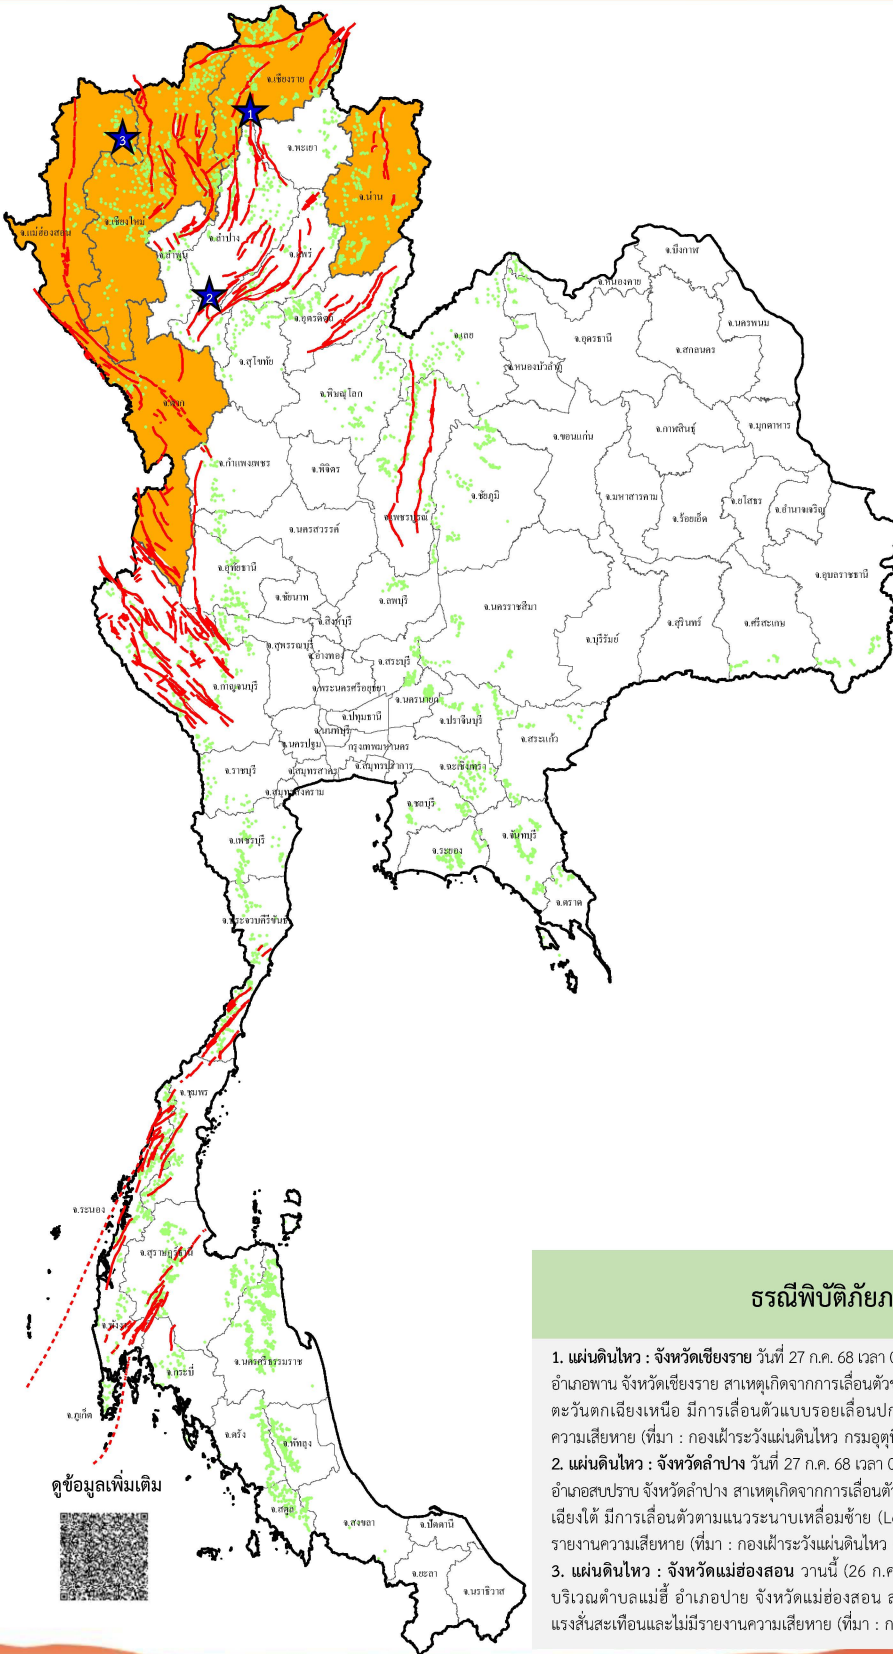 จ.เชียงราย
1
3
จ.พะเยา
จ.น่าน
จ.เชียงใหม่
จ.แม่ฮ่องสอน
จ.ลำปาง
จ.ลำพูน
จ.แพร่
2
จ.บึงกาฬ
จ.หนองคาย
จ.นครพนม
จ.อุตรดิตถ์
จ.เลย
จ.อุดรธานี
จ.สกลนคร
จ.สุโขทัย
จ.หนองบัวลำภู
จ.พิษณุโลก
จ.ตาก
จ.กาฬสินธุ์
จ.มุกดาหาร
จ.ขอนแก่น
จ.กำแพงเพชร
จ.พิจิตร
จ.ชัยภูมิ
จ.มหาสารคาม
จ.ยโสธร
จ.อำนาจเจริญ
จ.ร้อยเอ็ด
จ.เพชรบูรณ์
จ.นครสวรรค์
จ.อุทัยธานี
จ.อุบลราชธานี
จ.ชัยนาท
จ.ลพบุรี
จ.นครราชสีมา
จ.สิงห์บุรี
จ.สุรินทร์
จ.ศรีสะเกษ
จ.บุรีรัมย์
จ.สุพรรณบุรี
จ.อ่างทอง
จ.สระบุรี
จ.กาญจนบุรี
จ.พระนครศรีอยุธยา
จ.นครนายก
จ.ปทุมธานี
จ.ปราจีนบุรี
จ.นนทบุรี
จ.สระแก้ว
จ.นครปฐม
กรุงเทพมหานคร
จ.ราชบุรี
จ.สมุทรสาคร
จ.สมุทรปราการ
จ.ฉะเชิงเทรา
จ.สมุทรสงคราม
จ.ชลบุรี
จ.เพชรบุรี
จ.ระยอง
จ.จันทบุรี
จ.ตราด
จ.ประจวบคีรีขันธ์
จ.ชุมพร
จ.ระนอง
จ.สุราษฎร์ธานี
จ.พังงา
จ.นครศรีธรรมราช
จ.กระบี่
จ.ภูเก็ต
จ.ตรัง
จ.พัทลุง
จ.สตูล
จ.สงขลา
จ.ปัตตานี
จ.ยะลา
จ.นราธิวาส
ดูข้อมูลเพิ่มเติม
ธรณีพิบัติภัยภ
1. แผ่นดินไหว : จังหวัดเชียงราย วันที่ 27 ก.ค. 68 เวลา
อำเภอพาน จังหวัดเชียงราย สาเหตุเกิดจากการเลื่อนตัว
ตะวันตกเฉียงเหนือ มีการเลื่อนตัวแบบรอยเลื่อนปก
ความเสียหาย (ที่มา : กองเฝ้าระวังแผ่นดินไหว กรมอุตุนิ
2. แผ่นดินไหว : จังหวัดลำปาง วันที่ 27 ก.ค. 68 เวลา
อำเภอสบปราบ จังหวัดลำปาง สาเหตุเกิดจากการเลื่อนตัว
เฉียงใต้ มีการเลื่อนตัวตามแนวระนาบเหลื่อมซ้าย
รายงานความเสียหาย (ที่มา : กองเฝ้าระวังแผ่นดินไหว
3. แผ่นดินไหว : จังหวัดแม่ฮ่องสอน วานนี้ (26 ก.ค
บริเวณตำบลแม่ฮี้ อำเภอปาย จังหวัดแม่ฮ่องสอน
แรงสั่นสะเทือนและไม่มีรายงานความเสียหาย (ที่มา : ก